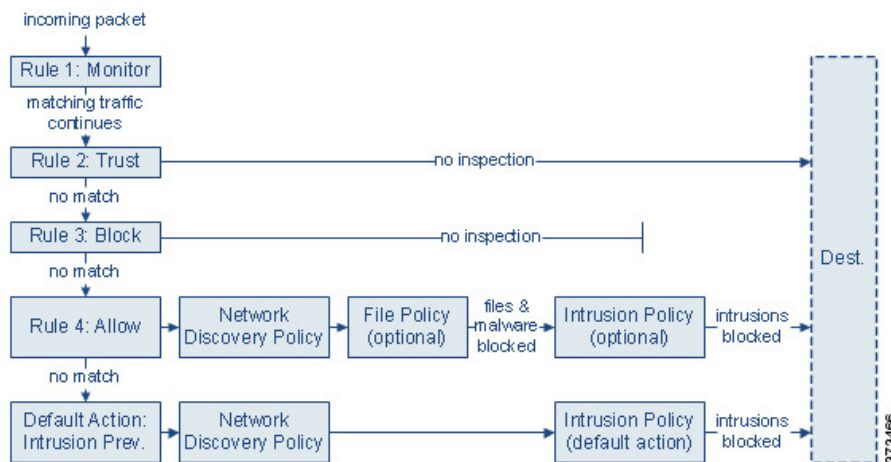 incoming packet
Rule 1: Monitor
matching traffic
continues
Rule 2: Trust
no inspection
no match
Rule 3: Block
no inspection
no match
Dest.
Rule 4: Allow
Network
Discovery Policy
File Policy
(optional)
files &
malware
blocked
Intrusion Policy
(optional)
intrusions
blocked
no match
Default Action:
Intrusion Prev.
Network
Discovery Policy
Intrusion Policy
(default action)
intrusions
blocked